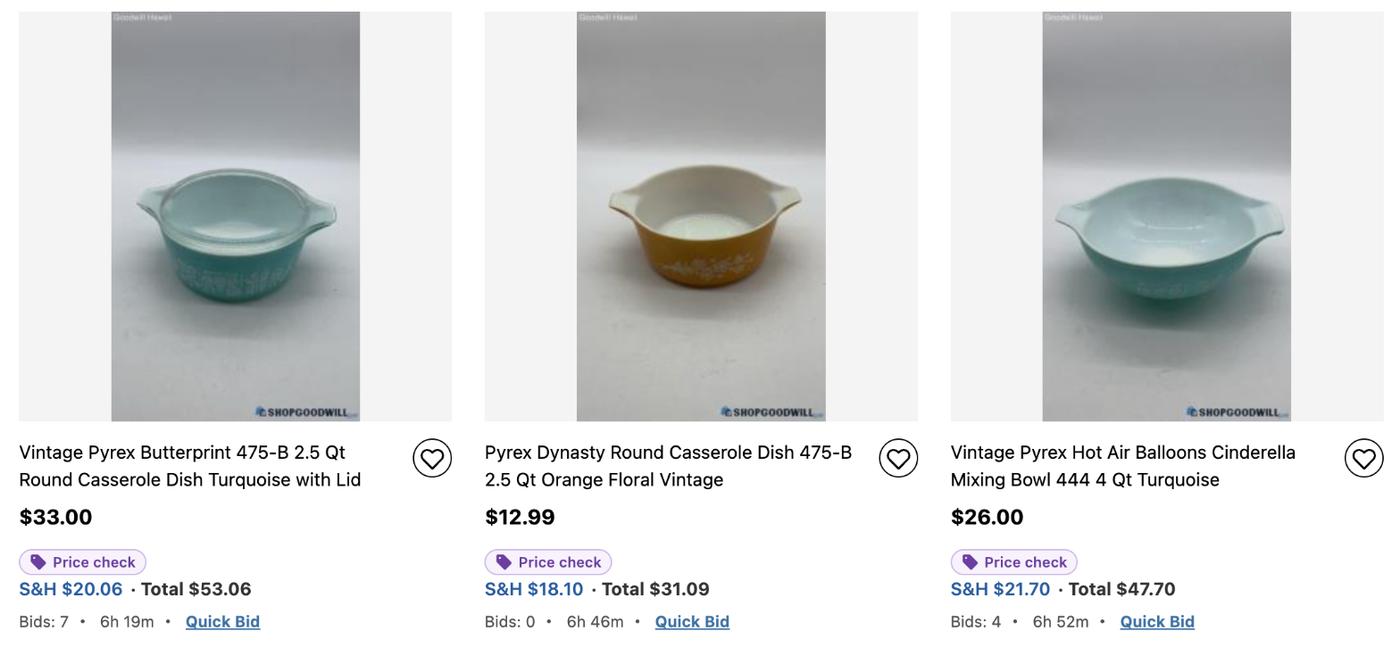 Goodwill Hawaii
Goodwill Hawaii
Goodwill Hawaii
SHOPGOODWILL
SHOPGOODWILL
SHOPGOODWILL
Vintage Pyrex Butterprint 475-B 2.5 Qt
Round Casserole Dish Turquoise with Lid
$33.00
Price check
S&H $20.06 · Total $53.06
Bids: 7 • 6h 19m • Quick Bid
Pyrex Dynasty Round Casserole Dish 475-B
2.5 Qt Orange Floral Vintage
$12.99
Price check
S&H $18.10 · Total $31.09
Bids: 0 • 6h 46m • Quick Bid
Vintage Pyrex Hot Air Balloons Cinderella
Mixing Bowl 444 4 Qt Turquoise
$26.00
Price check
S&H $21.70 · Total $47.70
Bids: 4 • 6h 52m • Quick Bid